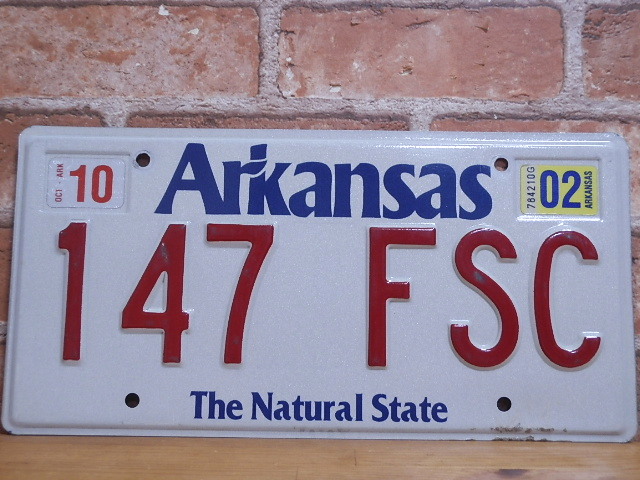 OCT - ARK 10
Arkansas
784210G 02 ARKANSAS
147 FSC
The Natural State